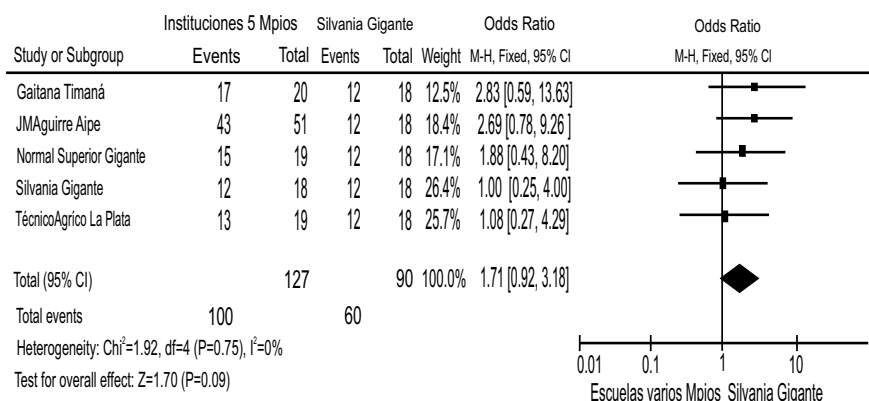 Instituciones 5 Mpios Silvania Gigante Odds Ratio Odds Ratio
Study or Subgroup Events Total Events Total Weight M-H, Fixed, 95% CI M-H, Fixed, 95% CI
Gaitana Timaná 17 20 12 18 12.5% 2.83 [0.59, 13.63]
JMAguirre Aipe 43 51 12 18 18.4% 2.69 [0.78, 9.26 ]
Normal Superior Gigante 15 19 12 18 17.1% 1.88 [0.43, 8.20]
Silvania Gigante 12 18 12 18 26.4% 1.00 [0.25, 4.00]
TécnicoAgríco La Plata 13 19 12 18 25.7% 1.08 [0.27, 4.29]
Total (95% CI) 127 90 100.0% 1.71 [0.92, 3.18]
Total events 100 60
Heterogeneity: Chi²=1.92, df=4 (P=0.75), I²=0%
Test for overall effect: Z=1.70 (P=0.09)
0.01 0.1 1 10
Escuelas varios Mpios Silvania Gigante